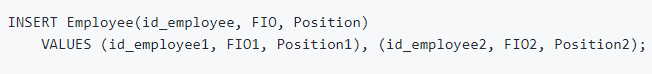 INSERT Employee(id_employee, FIO, Position)
VALUES (id_employee1, FIO1, Position1), (id_employee2, FIO2, Position2);